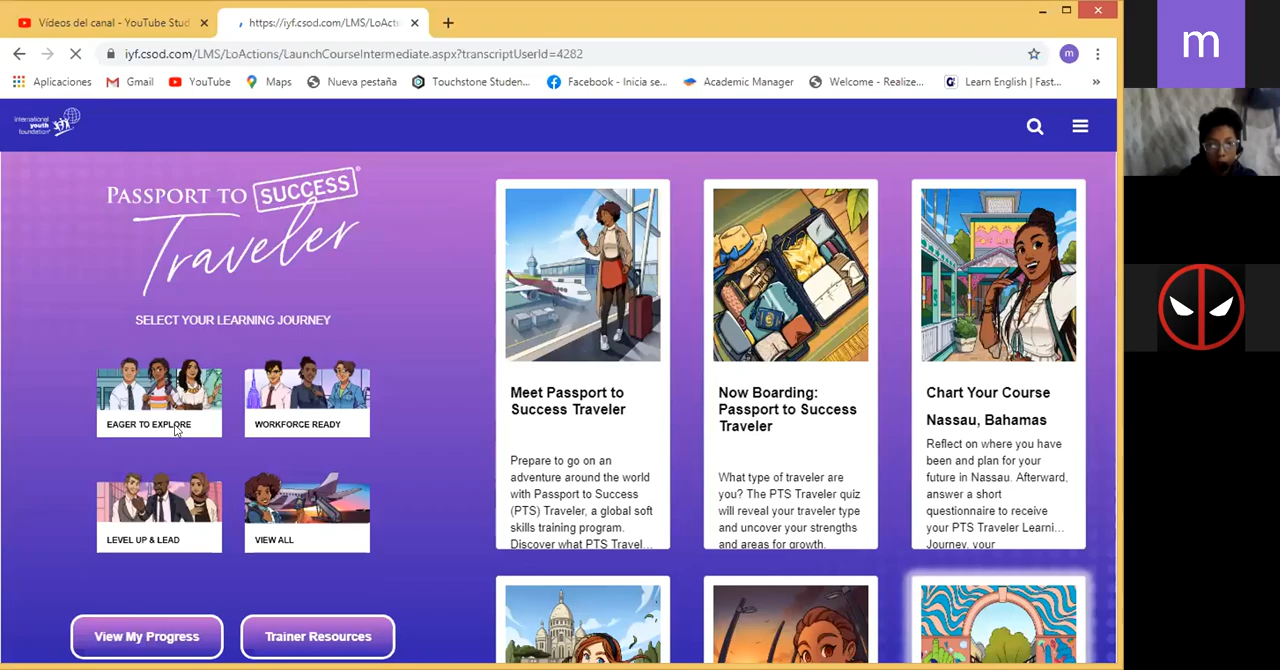 Vídeos del canal - YouTube Stud
https://iyf.csod.com/LMS/LoActi
iyf.csod.com/LMS/LoActions/LaunchCourseIntermediate.aspx?transcriptUserId=4282
m
Aplicaciones
Gmail
YouTube
Maps
Nueva pestaña
Touchstone Studen...
Facebook - Inicia se...
Academic Manager
Welcome - Realize...
Learn English | Fast...
»
international
youth
foundation
PASSPORT TO SUCCESS®
Traveler
SELECT YOUR LEARNING JOURNEY
EAGER TO EXPLORE
WORKFORCE READY
LEVEL UP & LEAD
VIEW ALL
View My Progress
Trainer Resources
Meet Passport to
Success Traveler
Prepare to go on an
adventure around the world
with Passport to Success
(PTS) Traveler, a global soft
skills training program.
Discover what PTS Travel...
Now Boarding:
Passport to Success
Traveler
What type of traveler are
you? The PTS Traveler quiz
will reveal your traveler type
and uncover your strengths
and areas for growth.
Chart Your Course
Nassau, Bahamas
Reflect on where you have
been and plan for your
future in Nassau. Afterward,
answer a short
questionnaire to receive
your PTS Traveler Learni...
Journey, your
m